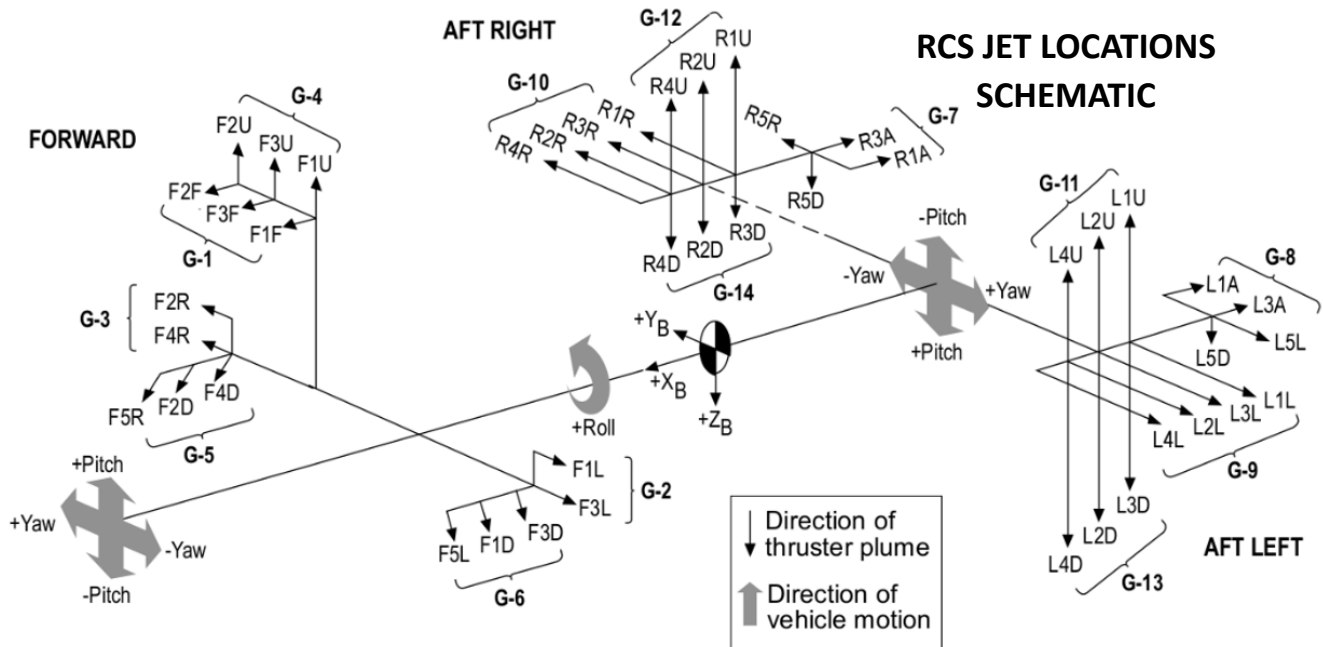 RCS JET LOCATIONS
SCHEMATIC
FORWARD
G-4
F2U
F3U
F1U
F2F
F3F
F1F
G-1
G-3
F2R
F4R
F5R
F2D
F4D
G-5
+Pitch
+Yaw
-Yaw
-Pitch
F1L
F3L
G-2
F5L
F1D
F3D
G-6
+Roll
+X_B
+Y_B
+Z_B
AFT RIGHT
G-12
R1U
R2U
R4U
G-10
R1R
R3R
R2R
R4R
R5R
R3A
R1A
G-7
R5D
R3D
R2D
R4D
G-14
-Pitch
-Yaw
+Yaw
+Pitch
G-11
L1U
L2U
L4U
G-8
L1A
L3A
L5L
L5D
L1L
L3L
L2L
L4L
G-9
L3D
L2D
L4D
G-13
AFT LEFT
Direction of
thruster plume
Direction of
vehicle motion